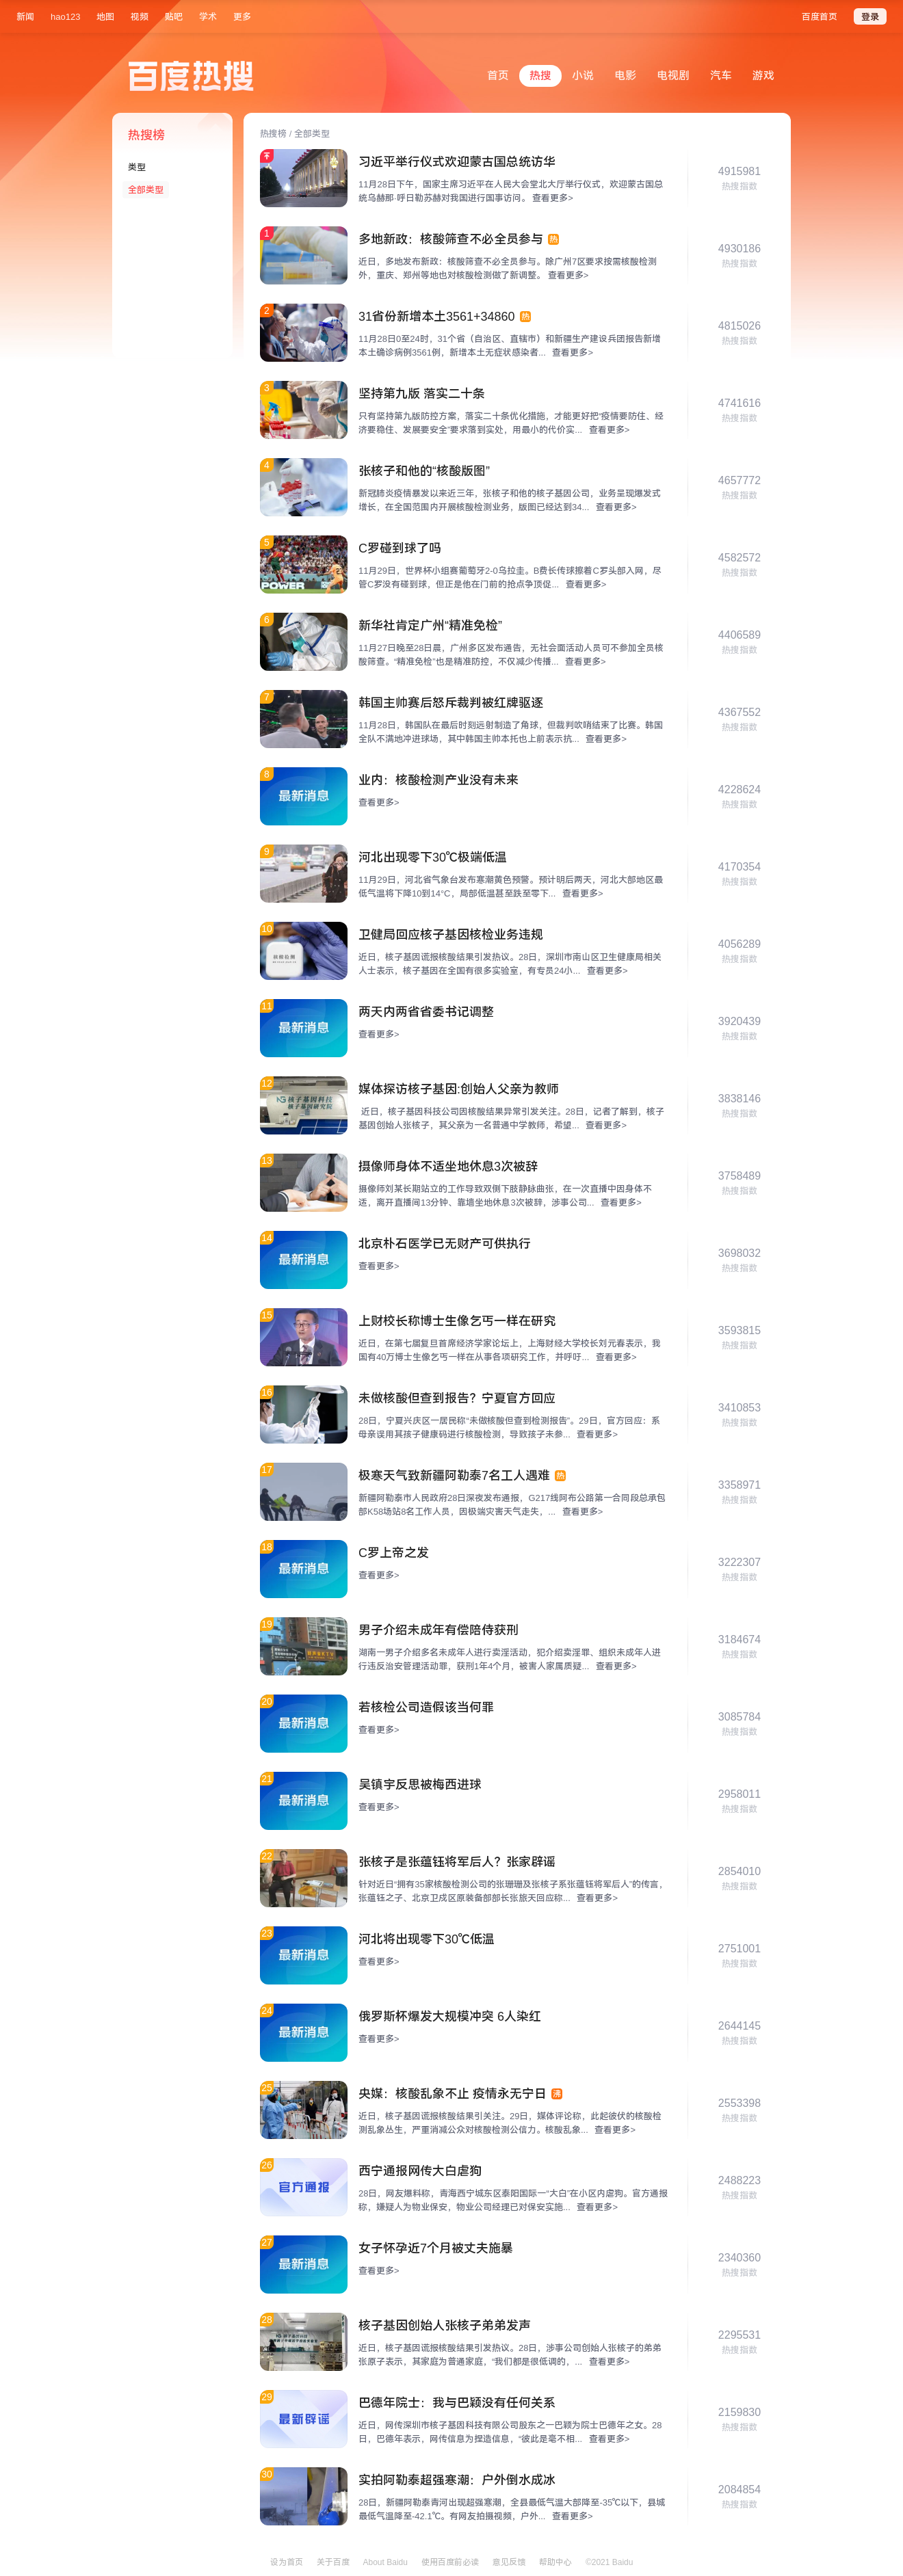 新闻 hao123 地图 视频 贴吧 学术 更多 百度首页 登录
百度热搜
首页 热搜 小说 电影 电视剧 汽车 游戏
热搜榜
类型
全部类型
热搜榜 / 全部类型
习近平举行仪式欢迎蒙古国总统访华
11月28日下午，国家主席习近平在人民大会堂北大厅举行仪式，欢迎蒙古国总
统乌赫那·呼日勒苏赫对我国进行国事访问。 查看更多>
4915981
热搜指数
1
多地新政：核酸筛查不必全员参与 热
近日，多地发布新政：核酸筛查不必全员参与。除广州7区要求按需核酸检测
外，重庆、郑州等地也对核酸检测做了新调整。 查看更多>
4930186
热搜指数
2
31省份新增本土3561+34860 热
11月28日0至24时，31个省（自治区、直辖市）和新疆生产建设兵团报告新增
本土确诊病例3561例，新增本土无症状感染者... 查看更多>
4815026
热搜指数
3
坚持第九版 落实二十条
只有坚持第九版防控方案，落实二十条优化措施，才能更好把“疫情要防住、经
济要稳住、发展要安全”要求落到实处，用最小的代价实... 查看更多>
4741616
热搜指数
4
张核子和他的“核酸版图”
新冠肺炎疫情暴发以来近三年，张核子和他的核子基因公司，业务呈现爆发式
增长，在全国范围内开展核酸检测业务，版图已经达到34... 查看更多>
4657772
热搜指数
5
POWER
C罗碰到球了吗
11月29日，世界杯小组赛葡萄牙2-0乌拉圭。B费长传球擦着C罗头部入网，尽
管C罗没有碰到球，但正是他在门前的抢点争顶促... 查看更多>
4582572
热搜指数
6
新华社肯定广州“精准免检”
11月27日晚至28日晨，广州多区发布通告，无社会面活动人员可不参加全员核
酸筛查。“精准免检”也是精准防控，不仅减少传播... 查看更多>
4406589
热搜指数
7
韩国主帅赛后怒斥裁判被红牌驱逐
11月28日，韩国队在最后时刻远射制造了角球，但裁判吹哨结束了比赛。韩国
全队不满地冲进球场，其中韩国主帅本托也上前表示抗... 查看更多>
4367552
热搜指数
8
最新消息
业内：核酸检测产业没有未来
查看更多>
4228624
热搜指数
9
河北出现零下30℃极端低温
11月29日，河北省气象台发布寒潮黄色预警。预计明后两天，河北大部地区最
低气温将下降10到14°C，局部低温甚至跌至零下... 查看更多>
4170354
热搜指数
10
卫健局回应核子基因核检业务违规
近日，核子基因谎报核酸结果引发热议。28日，深圳市南山区卫生健康局相关
人士表示，核子基因在全国有很多实验室，有专员24小... 查看更多>
4056289
热搜指数
11
最新消息
两天内两省省委书记调整
查看更多>
3920439
热搜指数
12
核子基因科技
核子基因研究院
媒体探访核子基因:创始人父亲为教师
近日，核子基因科技公司因核酸结果异常引发关注。28日，记者了解到，核子
基因创始人张核子，其父亲为一名普通中学教师，希望... 查看更多>
3838146
热搜指数
13
摄像师身体不适坐地休息3次被辞
摄像师刘某长期站立的工作导致双侧下肢静脉曲张，在一次直播中因身体不
适，离开直播间13分钟、靠墙坐地休息3次被辞，涉事公司... 查看更多>
3758489
热搜指数
14
最新消息
北京朴石医学已无财产可供执行
查看更多>
3698032
热搜指数
15
上财校长称博士生像乞丐一样在研究
近日，在第七届复旦首席经济学家论坛上，上海财经大学校长刘元春表示，我
国有40万博士生像乞丐一样在从事各项研究工作，并呼吁... 查看更多>
3593815
热搜指数
16
未做核酸但查到报告？宁夏官方回应
28日，宁夏兴庆区一居民称“未做核酸但查到检测报告”。29日，官方回应：系
母亲误用其孩子健康码进行核酸检测，导致孩子未参... 查看更多>
3410853
热搜指数
17
极寒天气致新疆阿勒泰7名工人遇难 热
新疆阿勒泰市人民政府28日深夜发布通报，G217线阿布公路第一合同段总承包
部K58场站8名工作人员，因极端灾害天气走失，... 查看更多>
3358971
热搜指数
18
最新消息
C罗上帝之发
查看更多>
3222307
热搜指数
19
男子介绍未成年有偿陪侍获刑
湖南一男子介绍多名未成年人进行卖淫活动，犯介绍卖淫罪、组织未成年人进
行违反治安管理活动罪，获刑1年4个月，被害人家属质疑... 查看更多>
3184674
热搜指数
20
最新消息
若核检公司造假该当何罪
查看更多>
3085784
热搜指数
21
最新消息
吴镇宇反思被梅西进球
查看更多>
2958011
热搜指数
22
张核子是张蕴钰将军后人？张家辟谣
针对近日“拥有35家核酸检测公司的张珊珊及张核子系张蕴钰将军后人”的传言，
张蕴钰之子、北京卫戍区原装备部部长张旅天回应称... 查看更多>
2854010
热搜指数
23
最新消息
河北将出现零下30℃低温
查看更多>
2751001
热搜指数
24
最新消息
俄罗斯杯爆发大规模冲突 6人染红
查看更多>
2644145
热搜指数
25
央媒：核酸乱象不止 疫情永无宁日 沸
近日，核子基因谎报核酸结果引关注。29日，媒体评论称，此起彼伏的核酸检
测乱象丛生，严重消减公众对核酸检测公信力。核酸乱象... 查看更多>
2553398
热搜指数
26
官方通报
西宁通报网传大白虐狗
28日，网友爆料称，青海西宁城东区泰阳国际一“大白”在小区内虐狗。官方通报
称，嫌疑人为物业保安，物业公司经理已对保安实施... 查看更多>
2488223
热搜指数
27
最新消息
女子怀孕近7个月被丈夫施暴
查看更多>
2340360
热搜指数
28
核子基因创始人张核子弟弟发声
近日，核子基因谎报核酸结果引发热议。28日，涉事公司创始人张核子的弟弟
张原子表示，其家庭为普通家庭，“我们都是很低调的，... 查看更多>
2295531
热搜指数
29
最新辟谣
巴德年院士：我与巴颖没有任何关系
近日，网传深圳市核子基因科技有限公司股东之一巴颖为院士巴德年之女。28
日，巴德年表示，网传信息为捏造信息，“彼此是毫不相... 查看更多>
2159830
热搜指数
30
实拍阿勒泰超强寒潮：户外倒水成冰
28日，新疆阿勒泰青河出现超强寒潮，全县最低气温大部降至-35℃以下，县城
最低气温降至-42.1℃。有网友拍摄视频，户外... 查看更多>
2084854
热搜指数
设为首页 关于百度 About Baidu 使用百度前必读 意见反馈 帮助中心 ©2021 Baidu